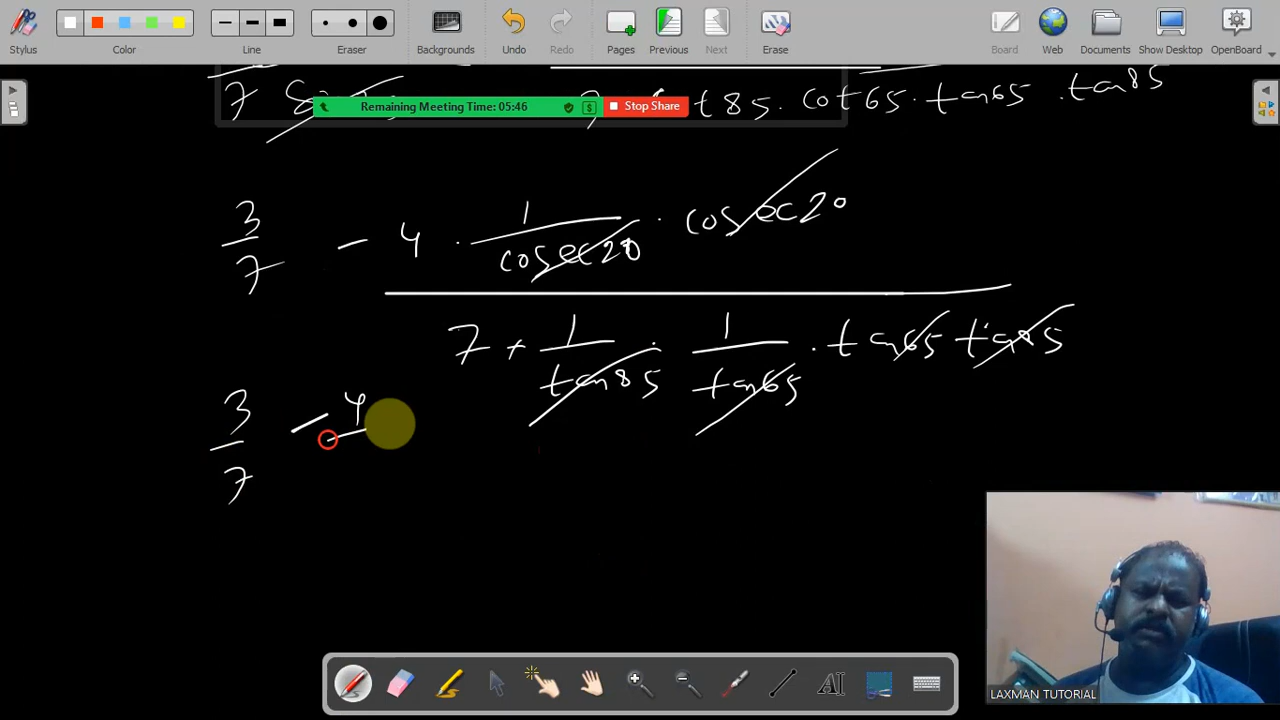 Stylus Color Line Eraser Backgrounds Undo Redo Pages Previous Next Erase Board Web Documents Show Desktop OpenBoard
Remaining Meeting Time: 05:46 $ Stop Share
7 t85 . cot65 . tan65 . tan85
3/7 - 4 . 1/cosec20 . cosec20
7 + 1/tan85 . 1/tan65 . tan65 tan85
3/7 - 4
LAXMAN TUTORIAL